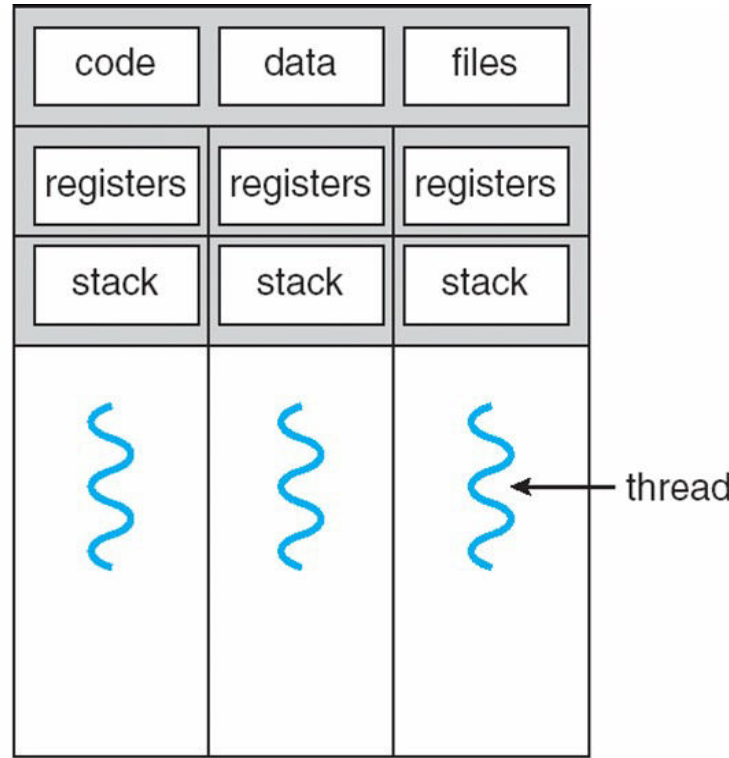 code data files
registers registers registers
stack stack stack
thread